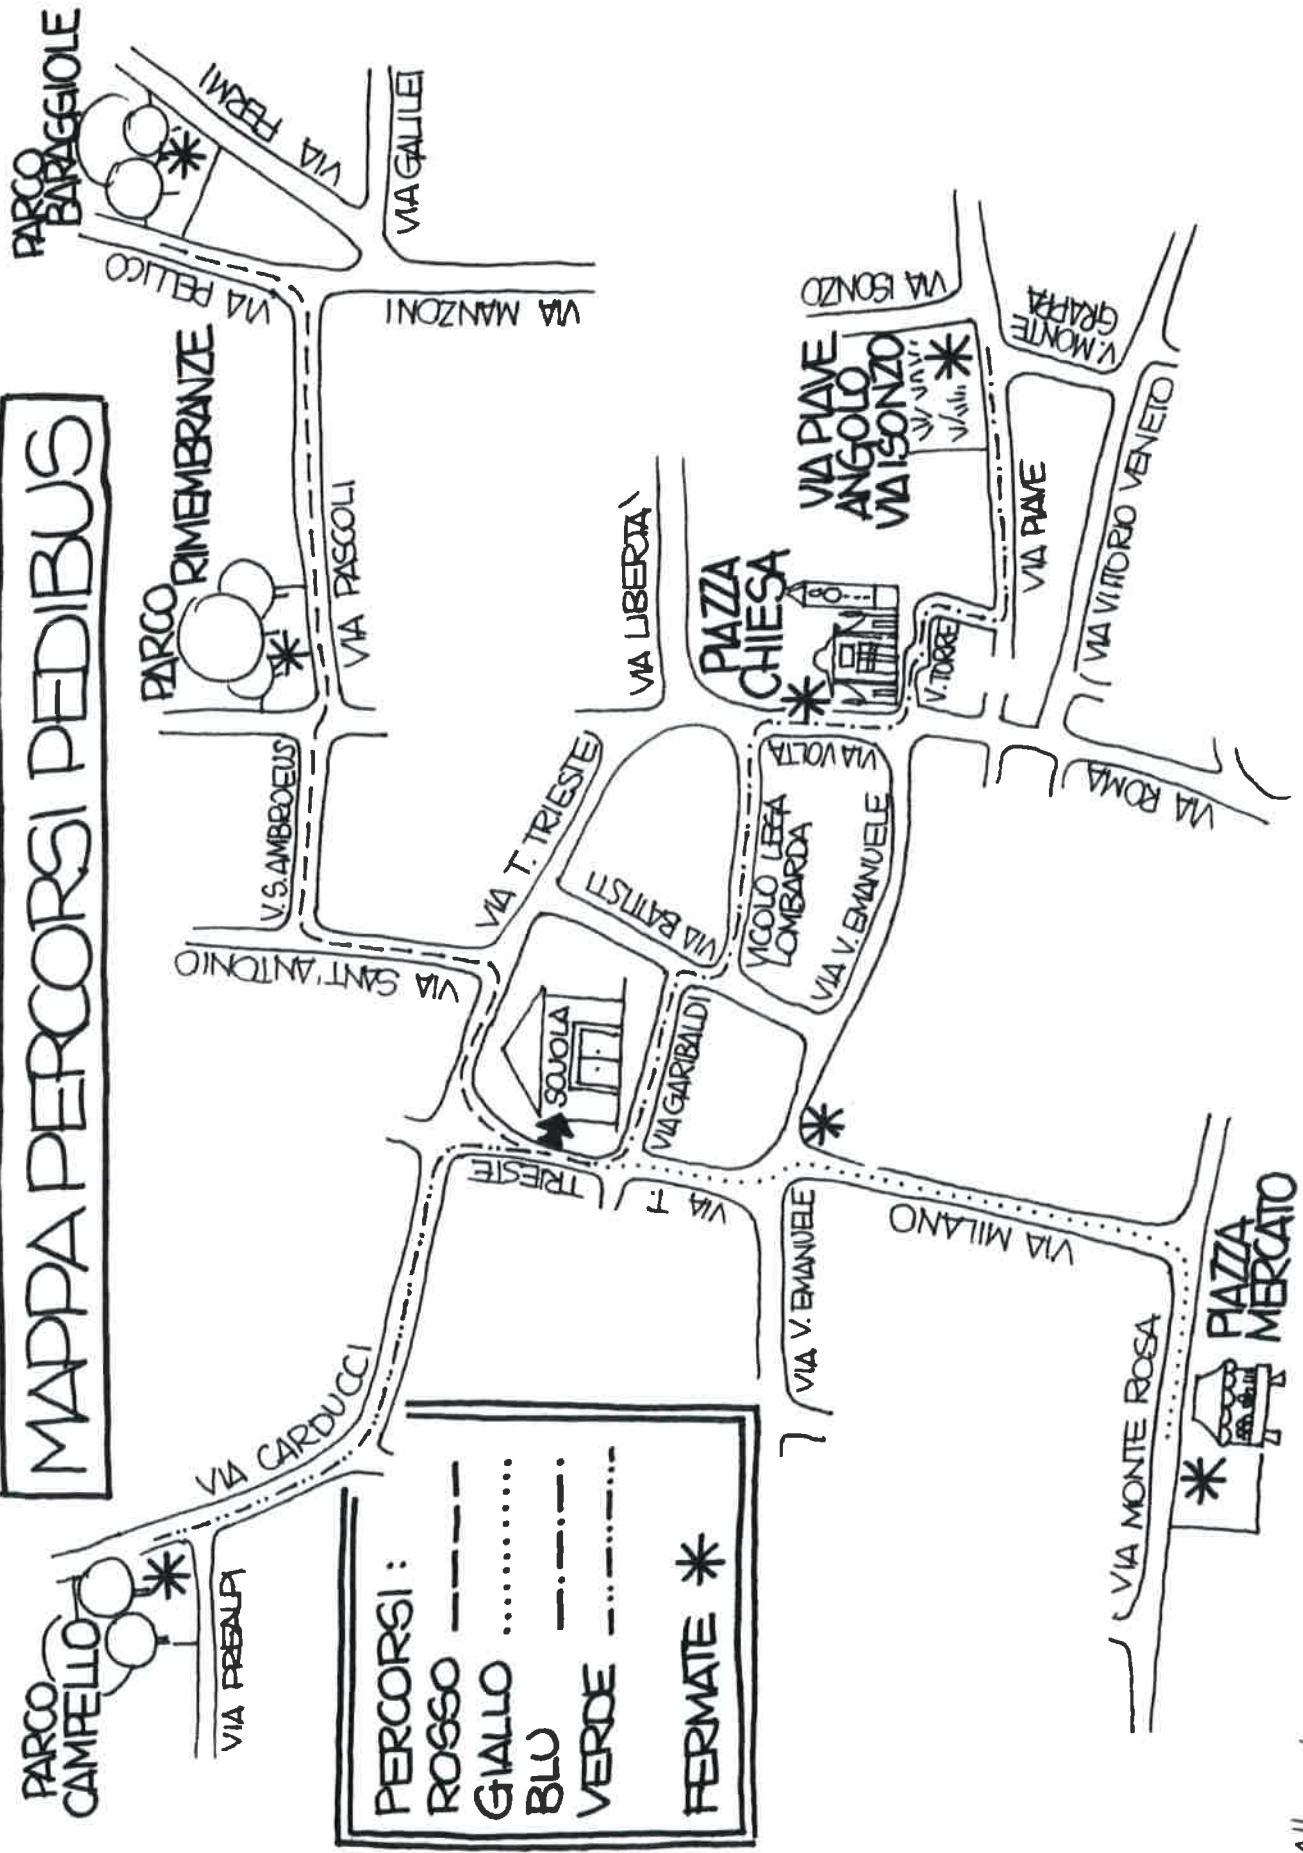 MAPPA PERCORSI PEDIBUS
PARCO
CAMPELLO
VIA PREALPI
VIA CARDUCCI
PARCO
RIMEMBRANZE
PARCO
BARAGGIOLE
VIA PELLICO
VIA FERMI
VIA GALILEI
VIA MANZONI
VIA PASCOLI
V.S. AMBROEUS
VIA SANT'ANTONIO
VIA T. TRIESTE
VIA BATTISTI
SCUOLA
VIA T. TRIESTE
VIA GARIBALDI
VIA LIBERTA'
PIAZZA
CHIESA
VICOLO LEGA
LOMBARDA
VIA VOLTA
VIA V. EMANUELE
VIA V. EMANUELE
V. TORRE
VIA PIAVE
ANGOLO
VIA ISONZO
VIA ISONZO
V. MONTE
GRAPPA
VIA PIAVE
VIA VITTORIO VENETO
VIA ROMA
VIA MILANO
VIA MONTE ROSA
PIAZZA
MERCATO
PERCORSI:
ROSSO
GIALLO
BLU
VERDE
FERMATE